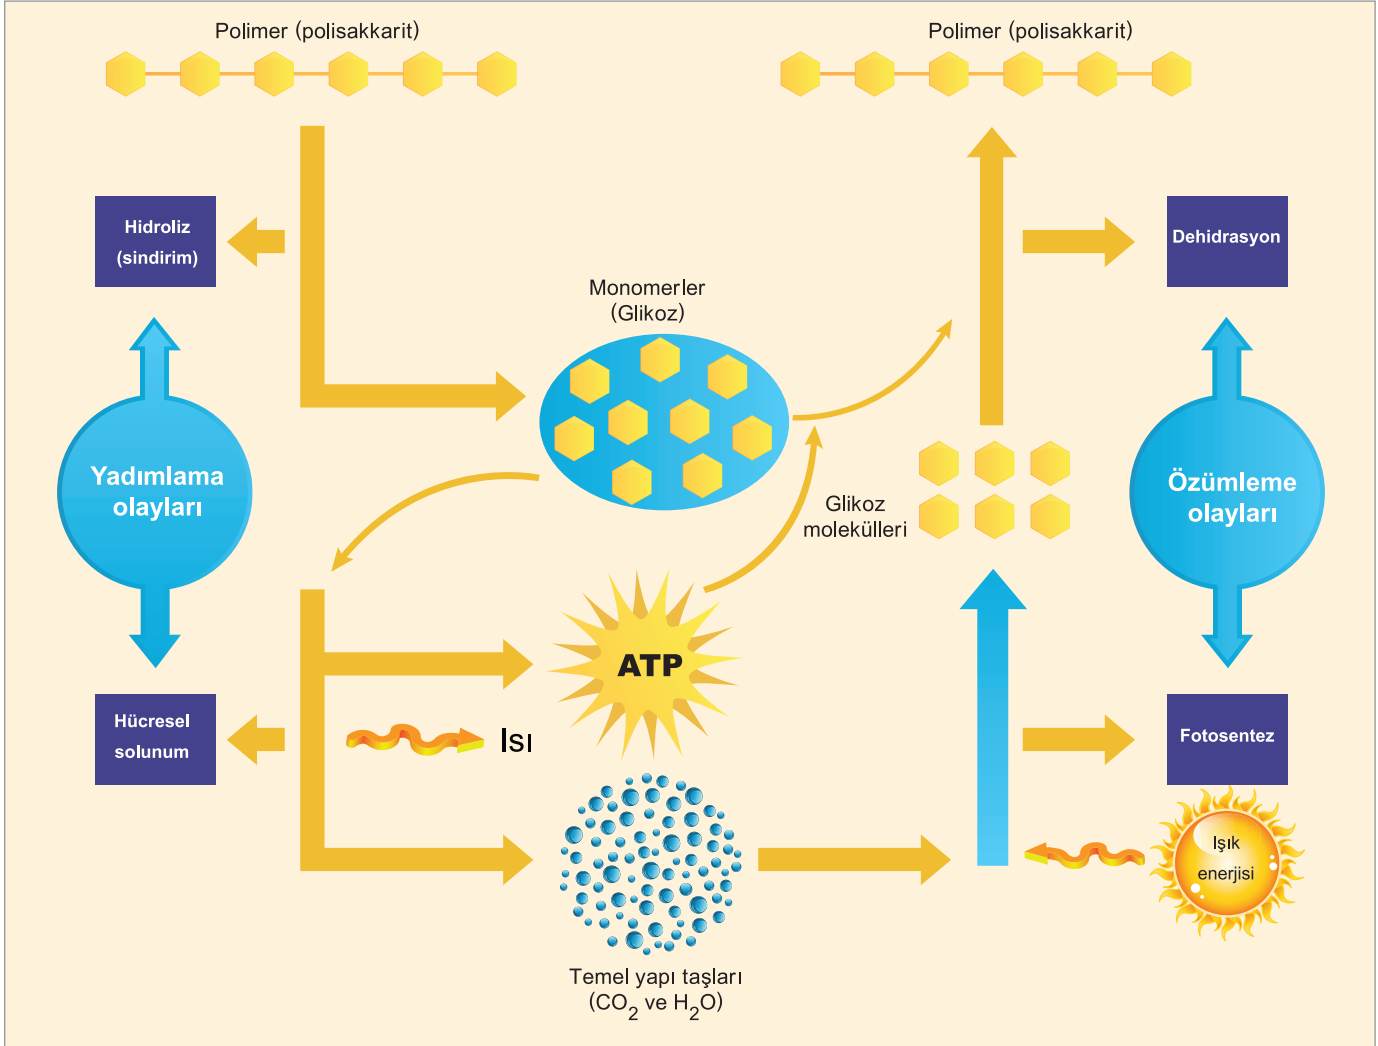 Polimer (polisakkarit)
Polimer (polisakkarit)
Hidroliz
(sindirim)
Dehidrasyon
Monomerler
(Glikoz)
Yadımlama
olayları
Glikoz
molekülleri
Özümleme
olayları
ATP
Hücresel
solunum
Isı
Fotosentez
Işık
enerjisi
Temel yapı taşları
(CO₂ ve H₂O)